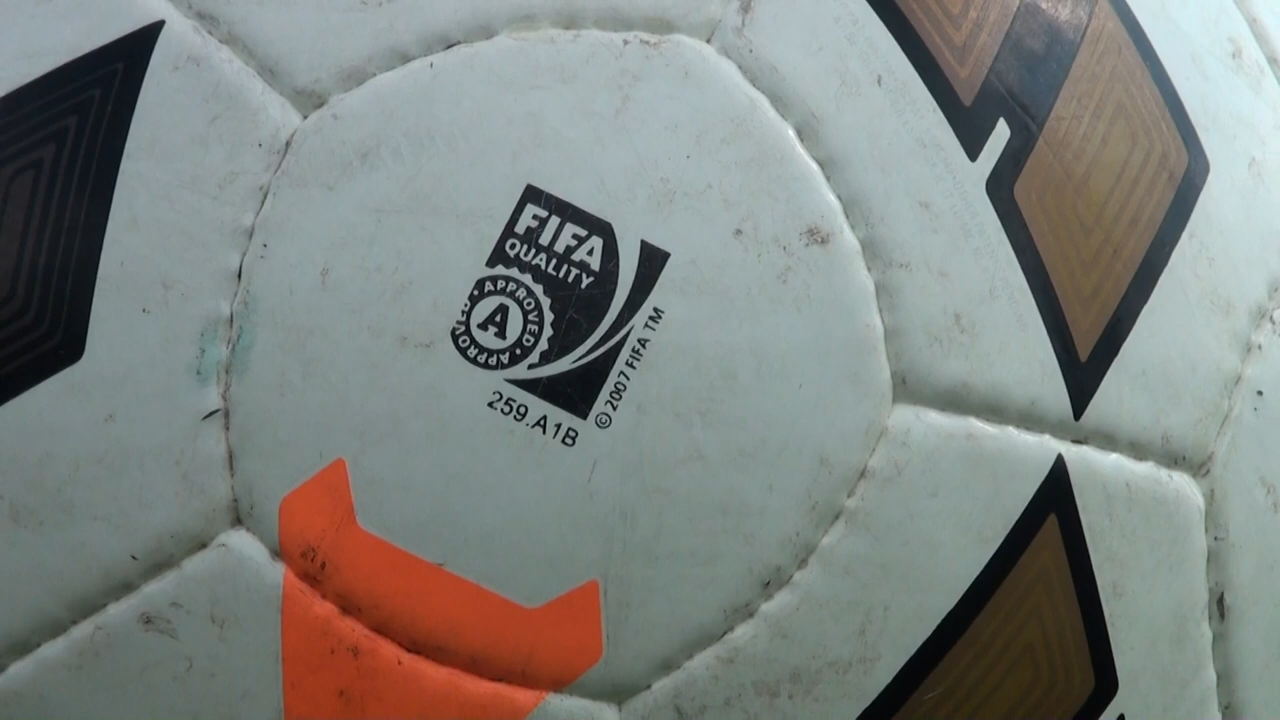 FIFA
QUALITY
• APPROVED •
A
APPROVED
259.A1B
© 2007 FIFA TM